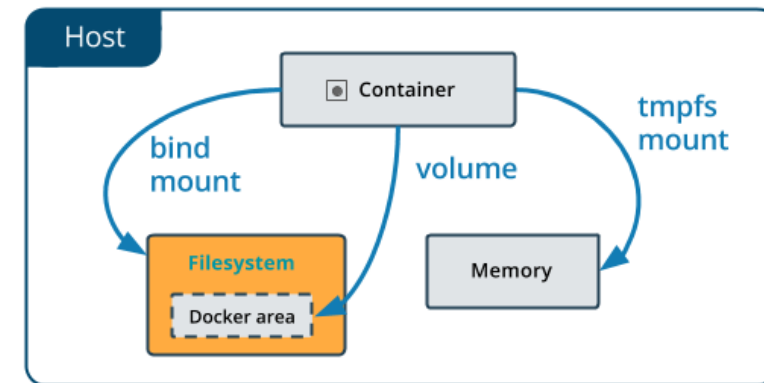 Host
Container
bind
mount
volume
tmpfs
mount
Filesystem
Docker area
Memory